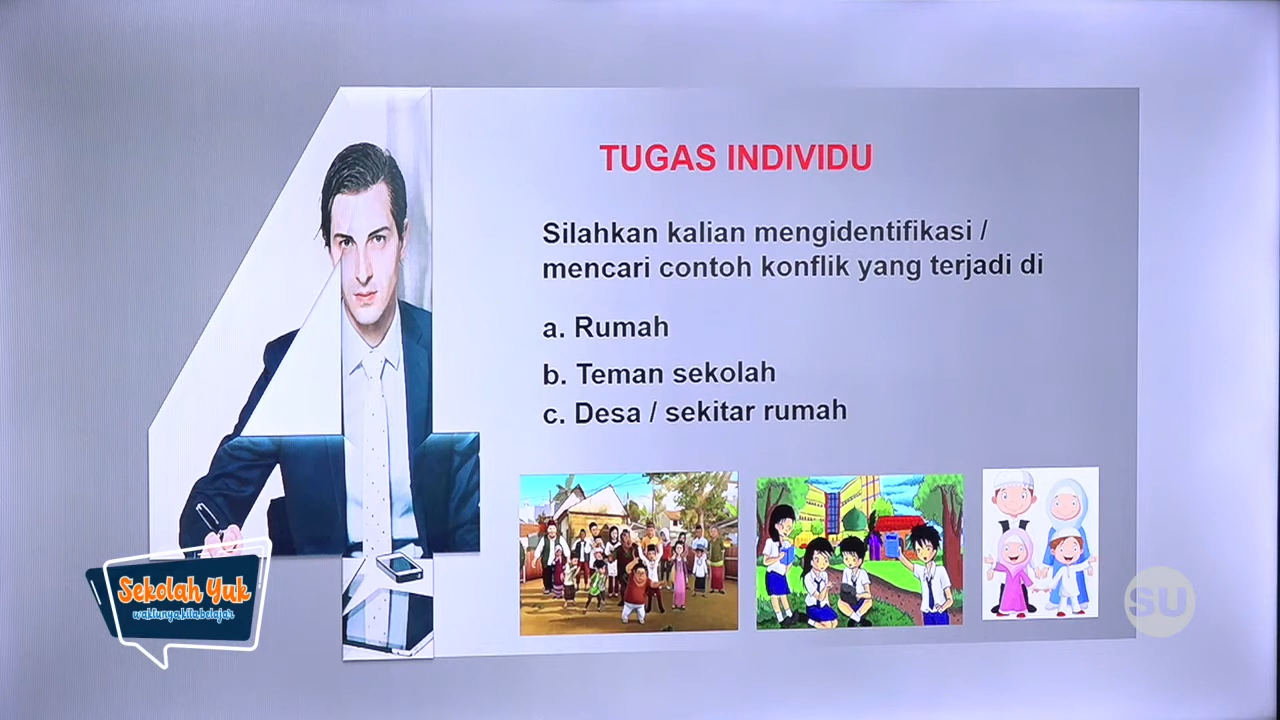 TUGAS INDIVIDU
Silahkan kalian mengidentifikasi /
mencari contoh konflik yang terjadi di
a. Rumah
b. Teman sekolah
c. Desa / sekitar rumah
Sekolah Yuk
waktunya kita belajar
SU